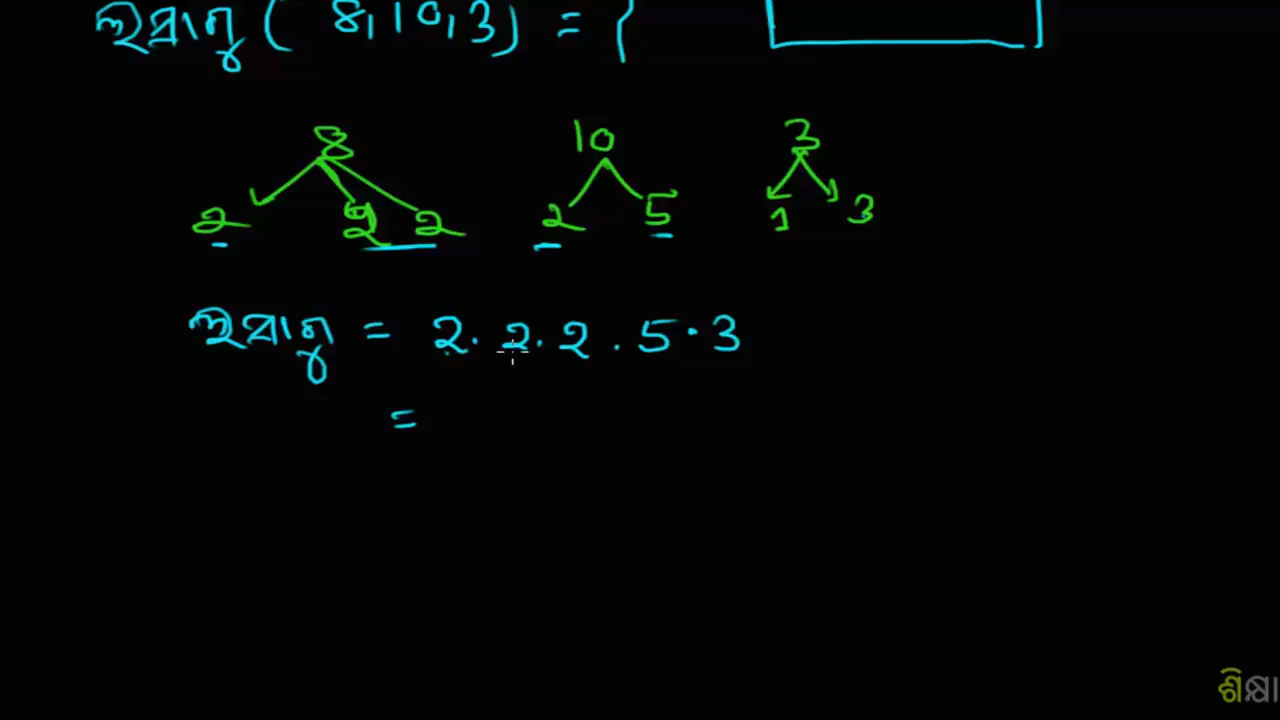 ଲସାଗୁ ( 8, 10, 3 ) = {
8 10 3
2 2 2 2 5 1 3
ଲସାଗୁ = 2 . 2 . 2 . 5 . 3
=
ଶିକ୍ଷା